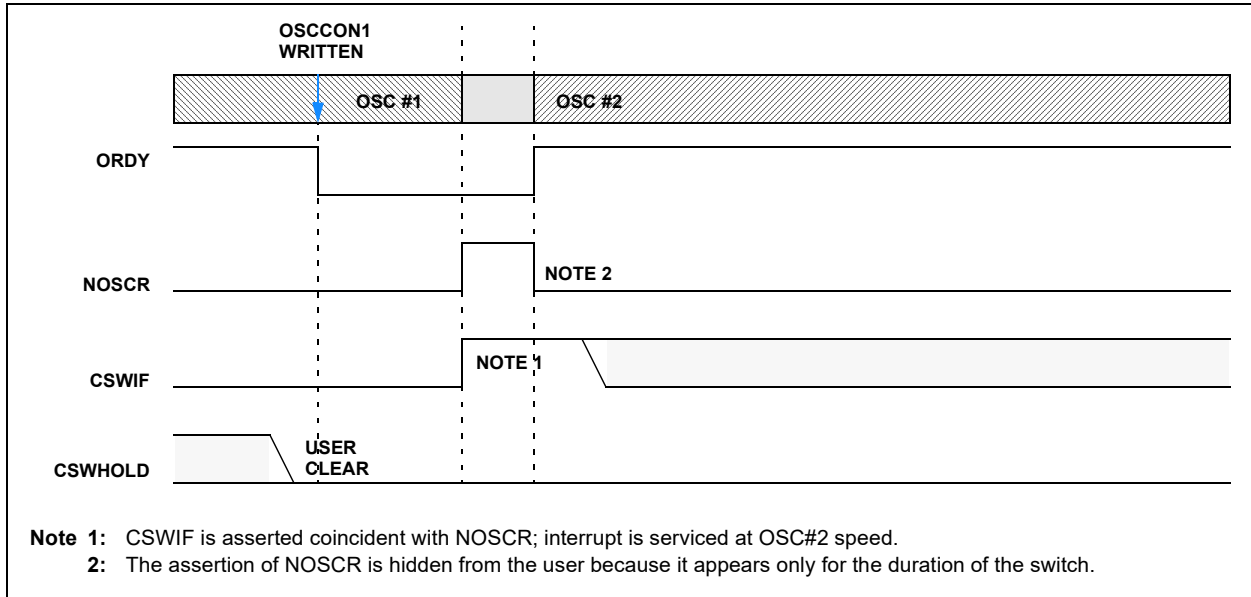 OSCCON1
WRITTEN
OSC #1
OSC #2
ORDY
NOSCR
NOTE 2
CSWIF
NOTE 1
CSWHOLD
USER
CLEAR
Note 1: CSWIF is asserted coincident with NOSCR; interrupt is serviced at OSC#2 speed.
2: The assertion of NOSCR is hidden from the user because it appears only for the duration of the switch.